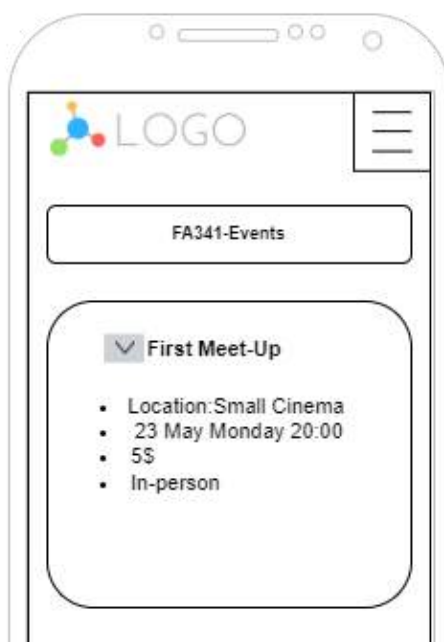 LOGO
FA341-Events
First Meet-Up
Location:Small Cinema
23 May Monday 20:00
5$
In-person